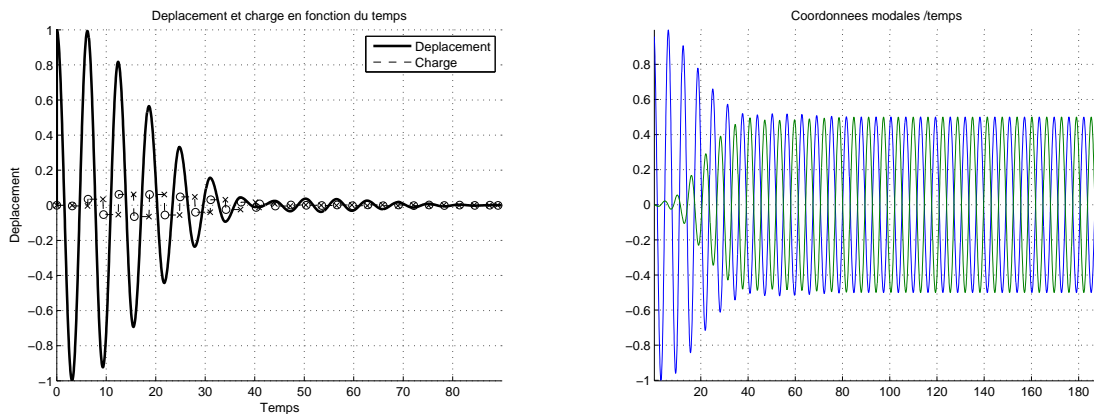 Deplacement et charge en fonction du temps
1
0.8
0.6
0.4
0.2
0
−0.2
−0.4
−0.6
−0.8
−1
Deplacement
Deplacement
Charge
0 10 20 30 40 50 60 70 80
Temps
Coordonnees modales /temps
0.8
0.6
0.4
0.2
0
−0.2
−0.4
−0.6
−0.8
−1
20 40 60 80 100 120 140 160 180